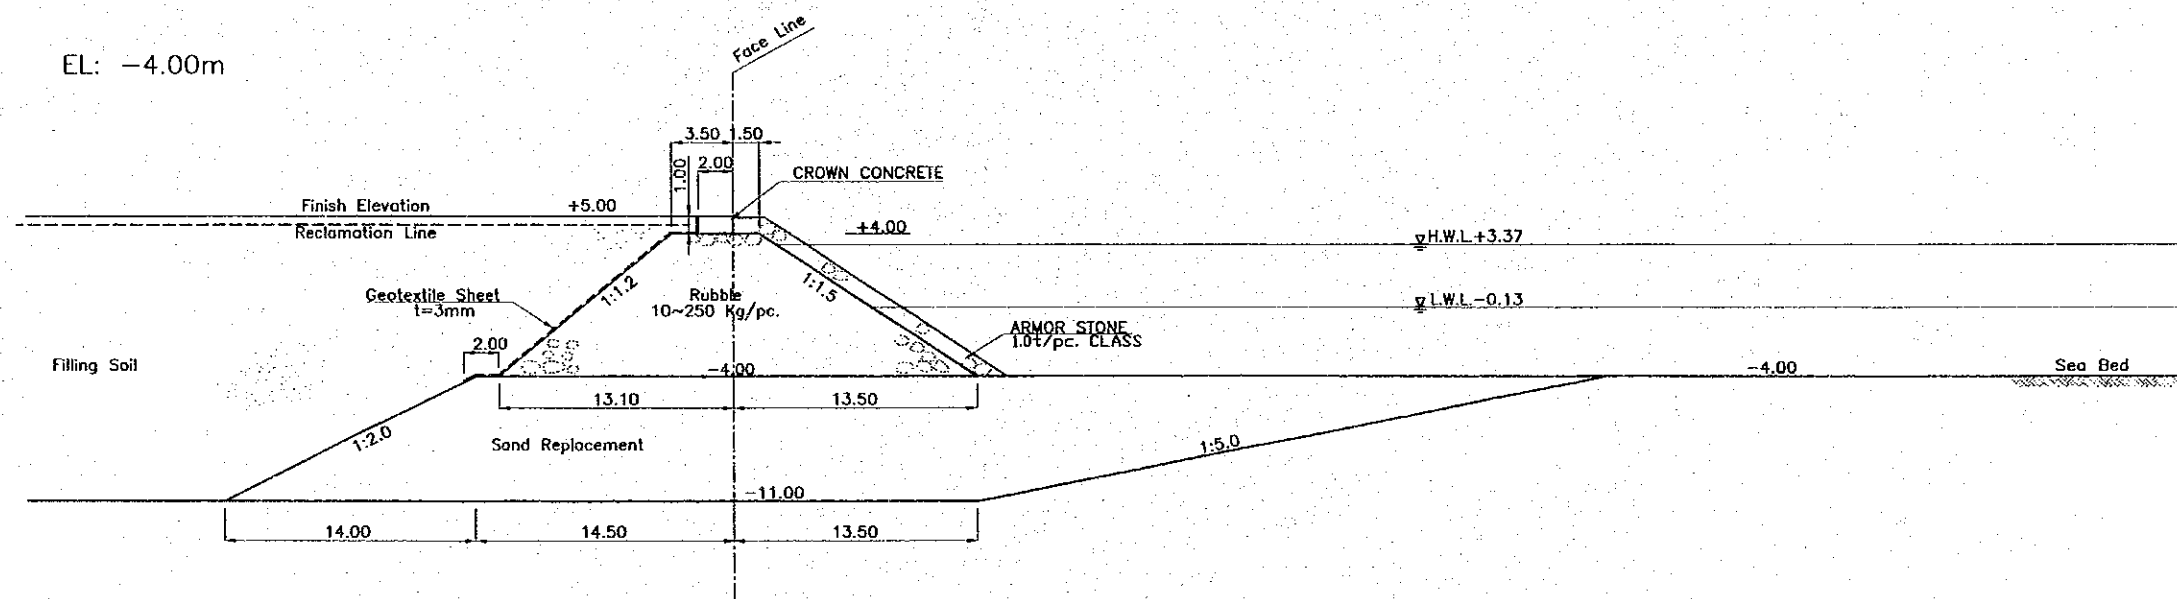 Face Line
EL: -4.00m
3.50 1.50
2.00
1.00
CROWN CONCRETE
Finish Elevation +5.00
Reclamation Line
+4.00
H.W.L.+3.37
1:1.2
1:1.5
Geotextile Sheet
t=3mm
Rubble
10~250 Kg/pc.
L.W.L.-0.13
ARMOR STONE
1.0t/pc. CLASS
2.00
Filling Soil
-4.00
-4.00
Sea Bed
13.10
13.50
1:2.0
Sand Replacement
1:5.0
-11.00
14.00
14.50
13.50